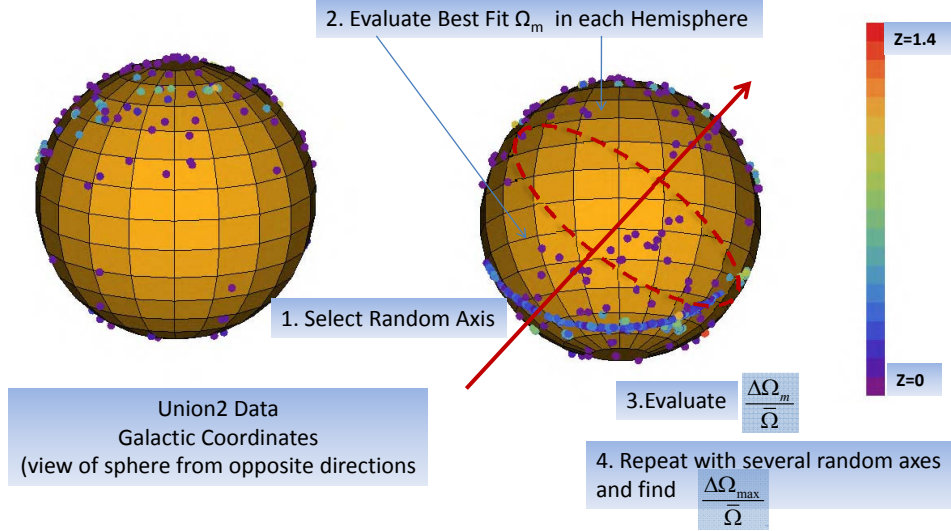 2. Evaluate Best Fit Ωm in each Hemisphere
Z=1.4
1. Select Random Axis
Z=0
Union2 Data
Galactic Coordinates
(view of sphere from opposite directions
3.Evaluate ΔΩm / Ω̅
4. Repeat with several random axes
and find ΔΩmax / Ω̅